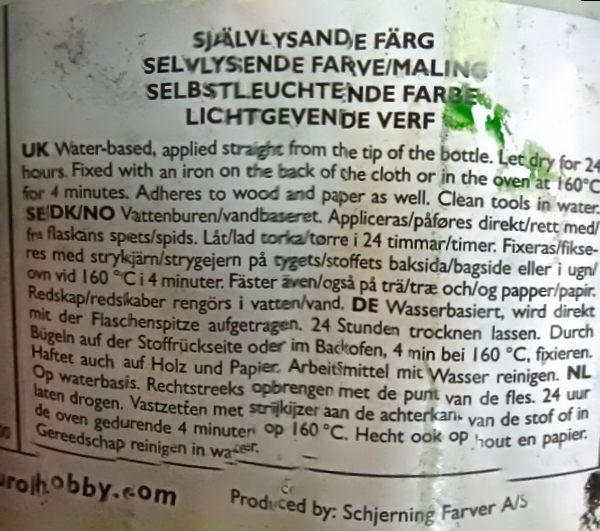 SJÄLVLYSANDE FÄRG
SELVLYSENDE FARVE/MALING
SELBSTLEUCHTENDE FARBE
LICHTGEVENDE VERF
UK Water-based, applied straight from the tip of the bottle. Let dry for 24
hours. Fixed with an iron on the back of the cloth or in the oven at 160°C
for 4 minutes. Adheres to wood and paper as well. Clean tools in water.
SE/DK/NO Vattenburen/vandbaseret. Appliceras/påføres direkt/rett med/
fra flaskans spets/spids. Låt/lad torka/tørre i 24 timmar/timer. Fixeras/fikse-
res med strykjärn/strygejern på tygets/stoffets baksida/bagside eller i ugn/
ovn vid 160 °C i 4 minuter. Fäster även/også på trä/træ och/og papper/papir.
Redskap/redskaber rengörs i vatten/vand. DE Wasserbasiert, wird direkt
mit der Flaschenspitze aufgetragen. 24 Stunden trocknen lassen. Durch
Bügeln auf der Stoffrückseite oder im Backofen, 4 min bei 160 °C, fixieren.
Haftet auch auf Holz und Papier. Arbeitsmittel mit Wasser reinigen. NL
Op waterbasis. Rechtstreeks opbrengen met de punt van de fles. 24 uur
laten drogen. Vastzetten met strijkijzer aan de achterkant van de stof of in
de oven gedurende 4 minuten op 160 °C. Hecht ook op hout en papier.
Gereedschap reinigen in water.
urohobby.com
Produced by: Schjerning Farver A/S